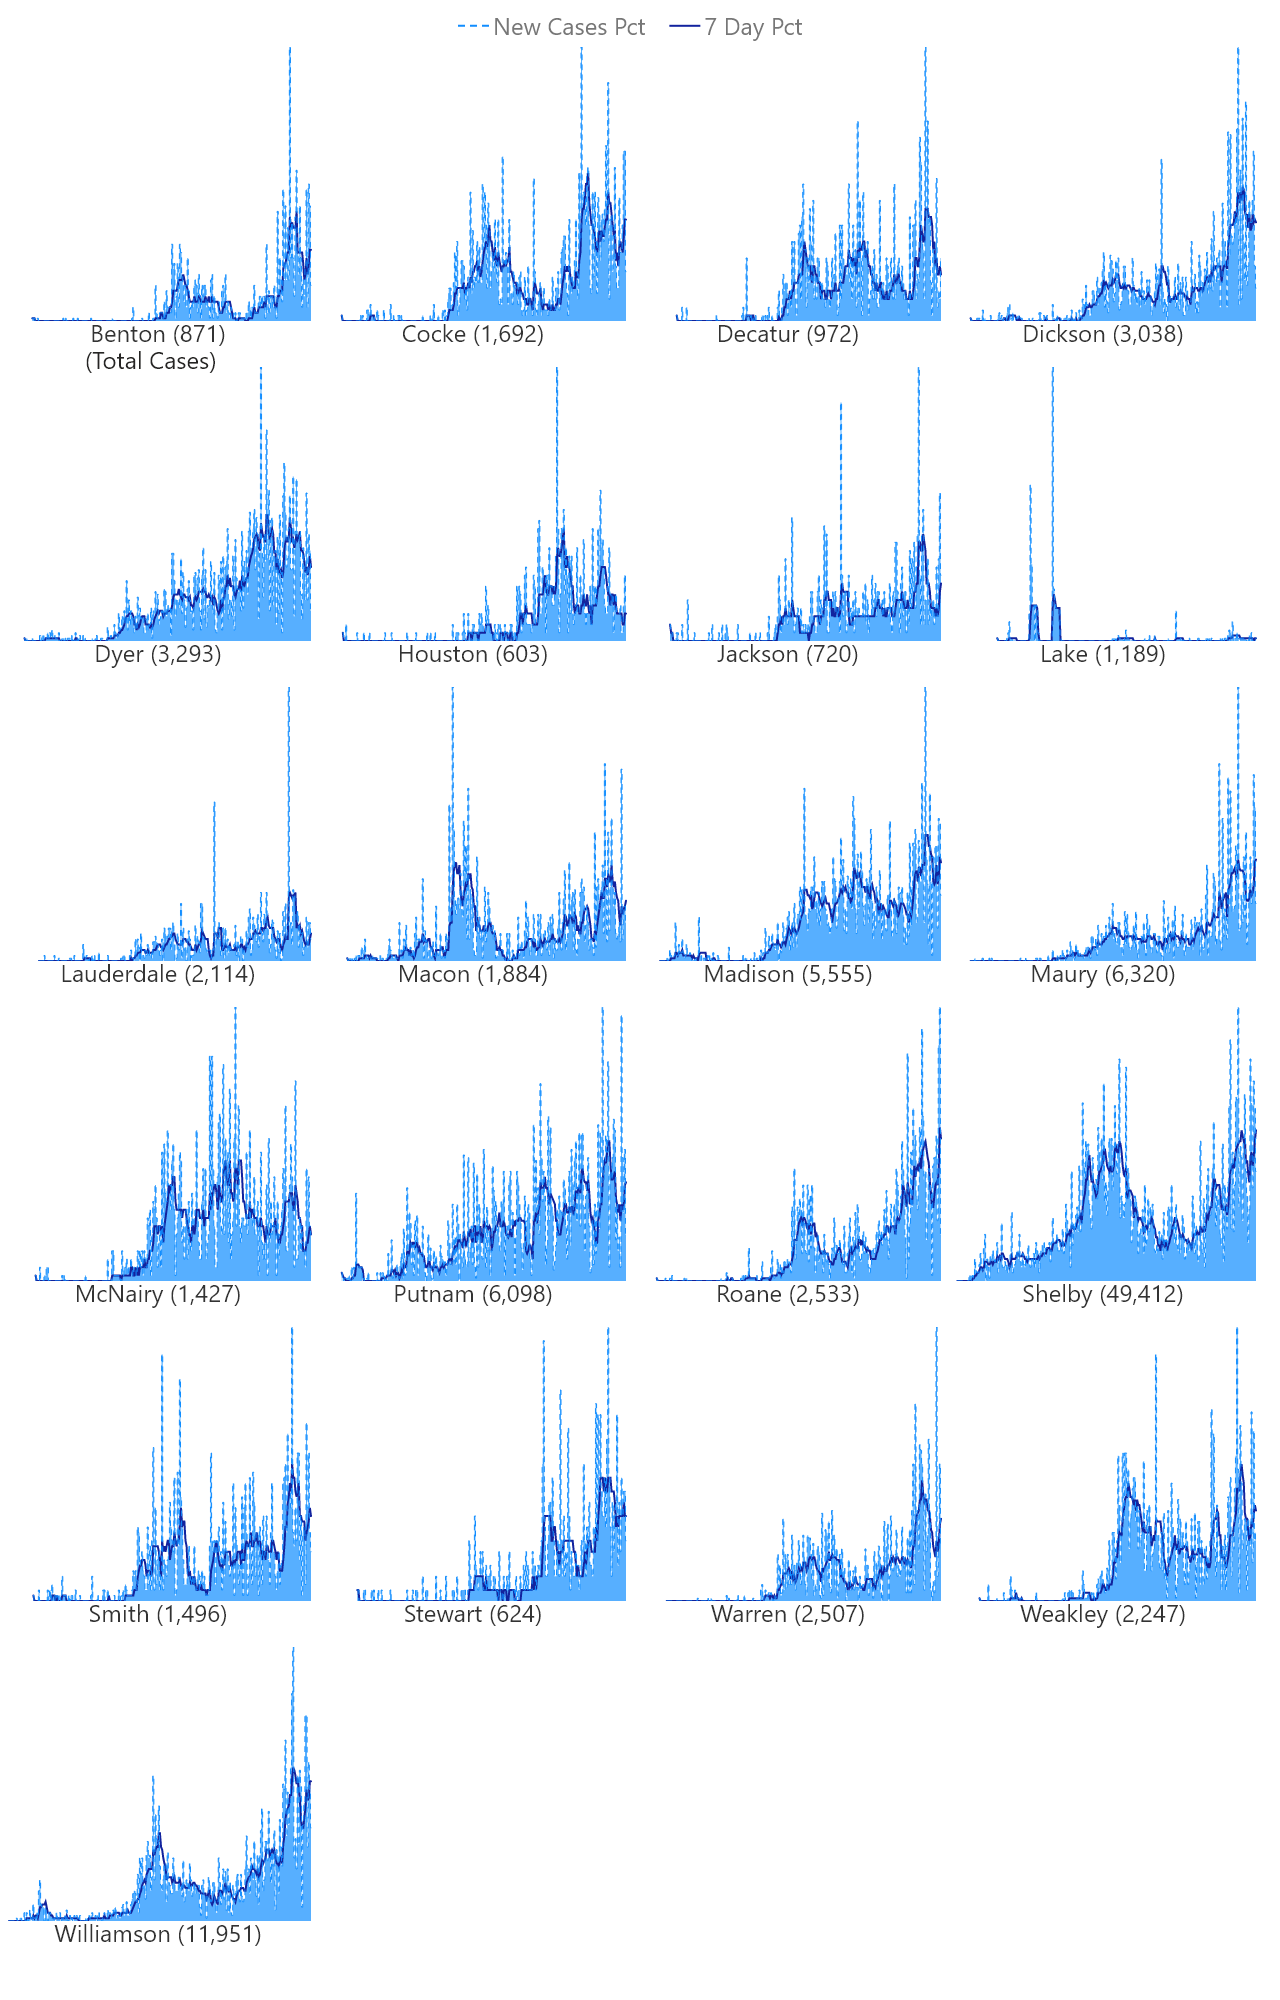 New Cases Pct 7 Day Pct
Benton (871) Cocke (1,692) Decatur (972) Dickson (3,038)
(Total Cases)
Dyer (3,293) Houston (603) Jackson (720) Lake (1,189)
Lauderdale (2,114) Macon (1,884) Madison (5,555) Maury (6,320)
McNairy (1,427) Putnam (6,098) Roane (2,533) Shelby (49,412)
Smith (1,496) Stewart (624) Warren (2,507) Weakley (2,247)
Williamson (11,951)